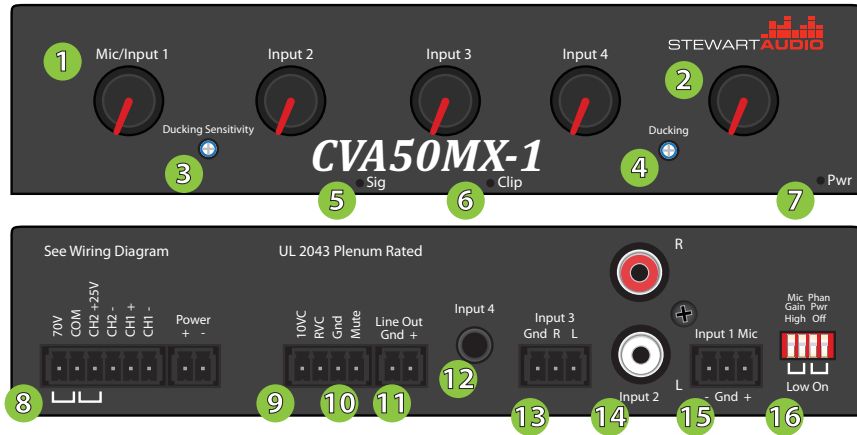 1
Mic/Input 1
Input 2
Input 3
Input 4
STEWARTAUDIO
2
Ducking Sensitivity
3
CVA50MX-1
Ducking
4
5
Sig
6
Clip
7
Pwr
See Wiring Diagram
UL 2043 Plenum Rated
R
70V
COM
CH2 +25V
CH2 -
CH1 +
CH1 -
Power
+ -
10VC
RVC
Gnd
Mute
Line Out
Gnd +
Input 4
Input 3
Gnd R L
Input 1 Mic
- Gnd +
Mic Phan
Gain Pwr
High Off
Low On
L
Input 2
8
9
10
11
12
13
14
15
16